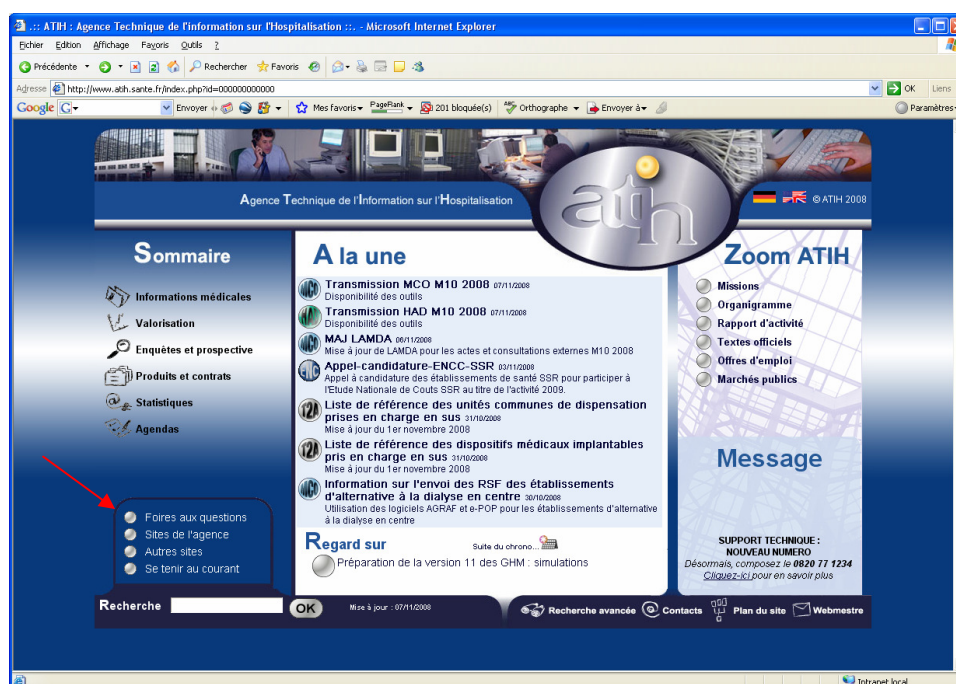 .:: ATIH : Agence Technique de l'information sur l'Hospitalisation ::. - Microsoft Internet Explorer
Fichier Edition Affichage Favoris Outils ?
Précédente Rechercher Favoris
Adresse http://www.atih.sante.fr/index.php?id=000000000000 OK Liens
Google G Envoyer Mes favoris PageRank 201 bloquée(s) Orthographe Envoyer à Paramètres
Agence Technique de l'Information sur l'Hospitalisation
atih
© ATIH 2008
Sommaire
Informations médicales
Valorisation
Enquêtes et prospective
Produits et contrats
Statistiques
Agendas
Foires aux questions
Sites de l'agence
Autres sites
Se tenir au courant
A la une
MCO Transmission MCO M10 2008 07/11/2008
Disponibilité des outils
HAD Transmission HAD M10 2008 07/11/2008
Disponibilité des outils
MCO MAJ LAMDA 06/11/2008
Mise à jour de LAMDA pour les actes et consultations externes M10 2008
Appel-candidature-ENCC-SSR 03/11/2008
Appel à candidature des établissements de santé SSR pour participer à
l'Etude Nationale de Couts SSR au titre de l'activité 2009.
T2A Liste de référence des unités communes de dispensation
prises en charge en sus 31/10/2008
Mise à jour du 1er novembre 2008
T2A Liste de référence des dispositifs médicaux implantables
pris en charge en sus 31/10/2008
Mise à jour du 1er novembre 2008
MCO Information sur l'envoi des RSF des établissements
d'alternative à la dialyse en centre 30/10/2008
Utilisation des logiciels AGRAF et e-POP pour les établissements d'alternative
à la dialyse en centre
Regard sur Suite du chrono...
Préparation de la version 11 des GHM : simulations
Zoom ATIH
Missions
Organigramme
Rapport d'activité
Textes officiels
Offres d'emploi
Marchés publics
Message
SUPPORT TECHNIQUE :
NOUVEAU NUMERO
Désormais, composez le 0820 77 1234
Cliquez-ici pour en savoir plus
Recherche OK Mise à jour : 07/11/2008 Recherche avancée Contacts Plan du site Webmestre
Intranet local